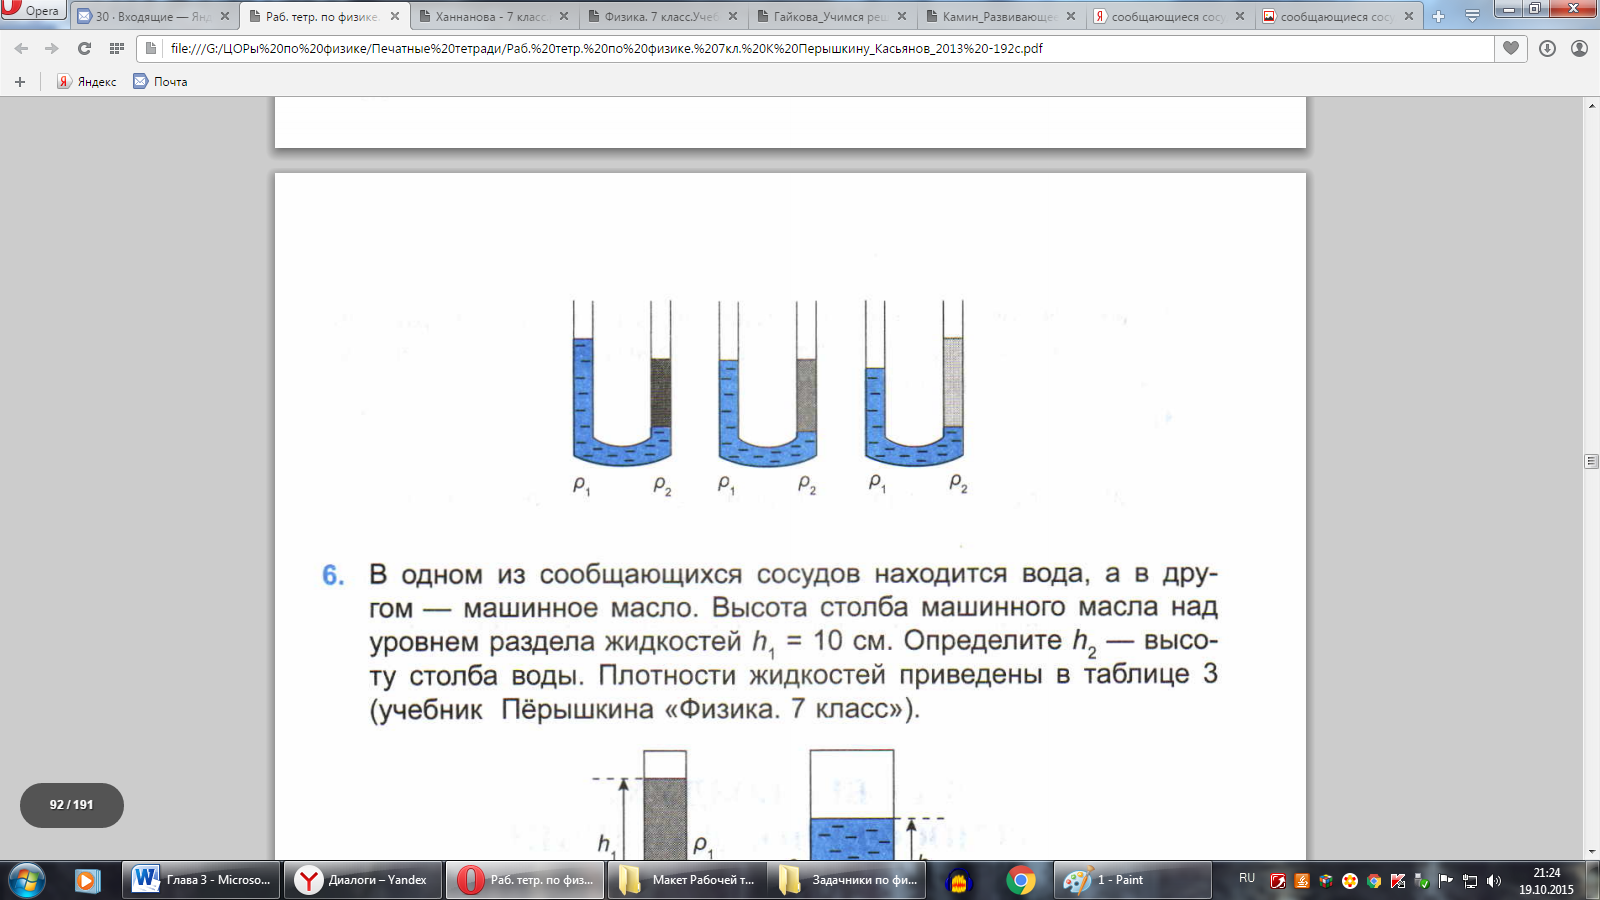 Opera
30 · Входящие — Янд
Раб. тетр. по физике.
Ханнанова - 7 класс.
Физика. 7 класс.Учеб
Гайкова_Учимся реш
Камин_Развивающее
сообщающиеся сосу
сообщающиеся сосу
file:///G:/ЦОРы%20по%20физике/Печатные%20тетради/Раб.%20тетр.%20по%20физике.%207кл.%20К%20Перышкину_Касьянов_2013%20-192с.pdf
Яндекс
Почта
ρ1 ρ2 ρ1 ρ2 ρ1 ρ2
6. В одном из сообщающихся сосудов находится вода, а в дру-
гом — машинное масло. Высота столба машинного масла над
уровнем раздела жидкостей h1 = 10 см. Определите h2 — высо-
ту столба воды. Плотности жидкостей приведены в таблице 3
(учебник Пёрышкина «Физика. 7 класс»).
h1 ρ1
92 / 191
Глава 3 - Microso...
Диалоги – Yandex
Раб. тетр. по физ...
Макет Рабочей т...
Задачники по фи...
1 - Paint
RU
21:24
19.10.2015